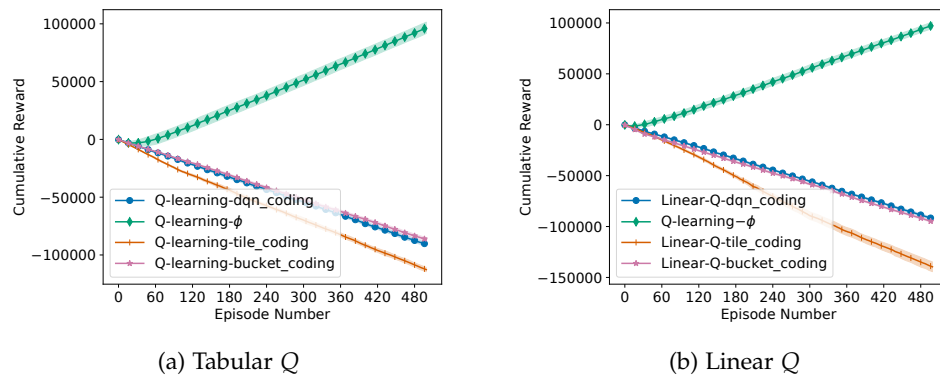 100000
50000
0
−50000
−100000
Cumulative Reward
Q-learning-dqn_coding
Q-learning-ϕ
Q-learning-tile_coding
Q-learning-bucket_coding
0 60 120 180 240 300 360 420 480
Episode Number
(a) Tabular Q
100000
50000
0
−50000
−100000
−150000
Cumulative Reward
Linear-Q-dqn_coding
Q-learning−ϕ
Linear-Q-tile_coding
Linear-Q-bucket_coding
0 60 120 180 240 300 360 420 480
Episode Number
(b) Linear Q